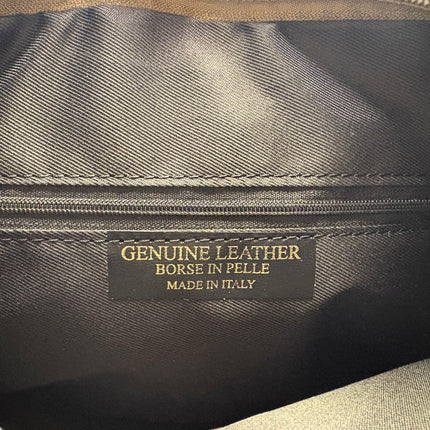 GENUINE LEATHER
BORSE IN PELLE
MADE IN ITALY